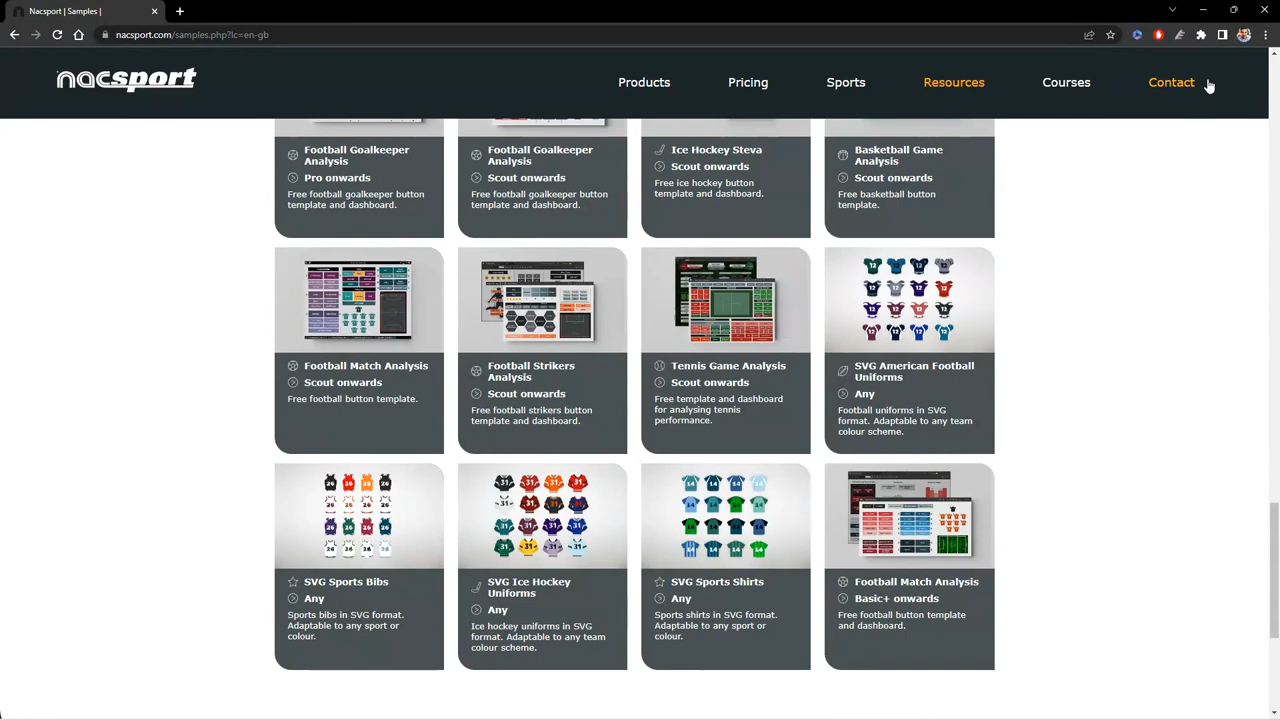 Nacsport | Samples |
nacsport.com/samples.php?lc=en-gb
nacsport
Products
Pricing
Sports
Resources
Courses
Contact
Football Goalkeeper
Analysis
Pro onwards
Free football goalkeeper button
template and dashboard.
Football Goalkeeper
Analysis
Scout onwards
Free football goalkeeper button
template and dashboard.
Ice Hockey Steva
Scout onwards
Free ice hockey button
template and dashboard.
Basketball Game
Analysis
Scout onwards
Free basketball button
template.
Football Match Analysis
Scout onwards
Free football button template.
Football Strikers
Analysis
Scout onwards
Free football strikers button
template and dashboard.
Tennis Game Analysis
Scout onwards
Free template and dashboard
for analysing tennis
performance.
SVG American Football
Uniforms
Any
Football uniforms in SVG
format. Adaptable to any team
colour scheme.
SVG Sports Bibs
Any
Sports bibs in SVG format.
Adaptable to any sport or
colour.
SVG Ice Hockey
Uniforms
Any
Ice hockey uniforms in SVG
format. Adaptable to any team
colour scheme.
SVG Sports Shirts
Any
Sports shirts in SVG format.
Adaptable to any sport or
colour.
Football Match Analysis
Basic+ onwards
Free football button template
and dashboard.